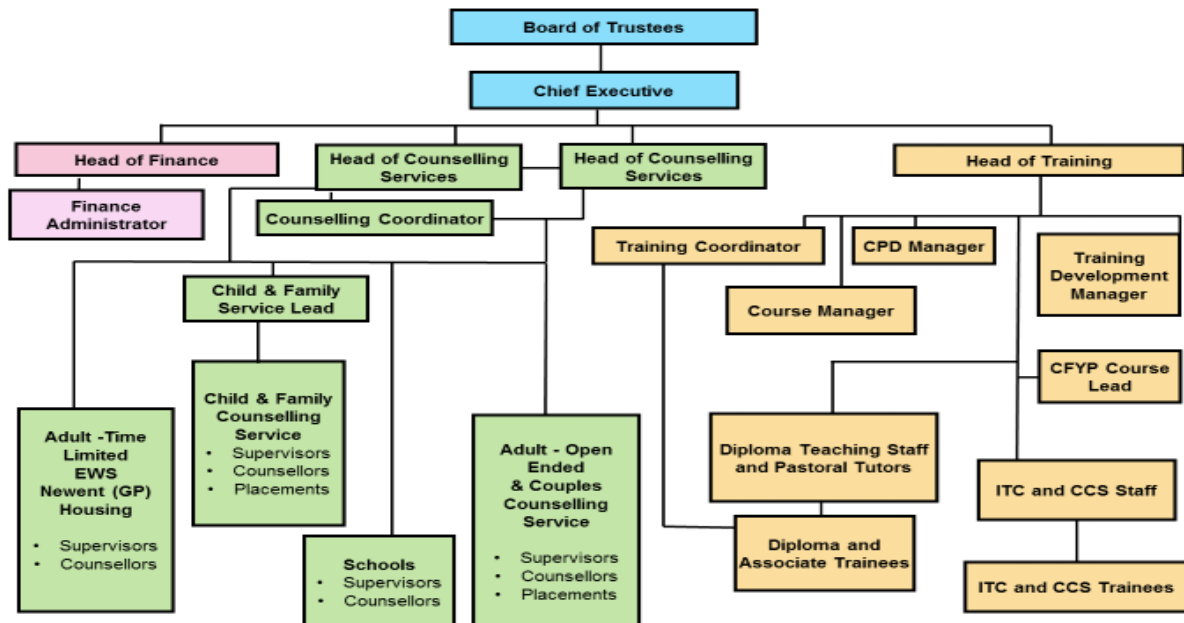 Board of Trustees
Chief Executive
Head of Finance
Head of Counselling
Services
Head of Counselling
Services
Head of Training
Finance
Administrator
Counselling Coordinator
Training Coordinator
CPD Manager
Training
Development
Manager
Child & Family
Service Lead
Course Manager
CFYP Course
Lead
Child & Family
Counselling
Service
• Supervisors
• Counsellors
• Placements
Adult -Time
Limited
EWS
Newent (GP)
Housing
• Supervisors
• Counsellors
Schools
• Supervisors
• Counsellors
Adult - Open
Ended
& Couples
Counselling
Service
• Supervisors
• Counsellors
• Placements
Diploma Teaching Staff
and Pastoral Tutors
ITC and CCS Staff
Diploma and
Associate Trainees
ITC and CCS Trainees